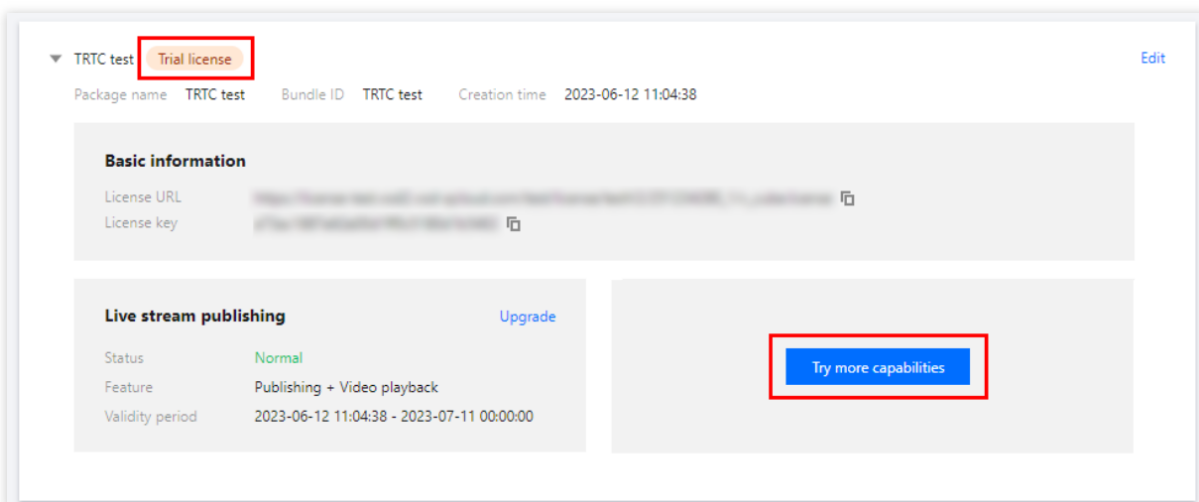 TRTC test Trial license Edit
Package name TRTC test Bundle ID TRTC test Creation time 2023-06-12 11:04:38
Basic information
License URL
License key
Live stream publishing Upgrade
Status Normal
Feature Publishing + Video playback
Validity period 2023-06-12 11:04:38 - 2023-07-11 00:00:00
Try more capabilities